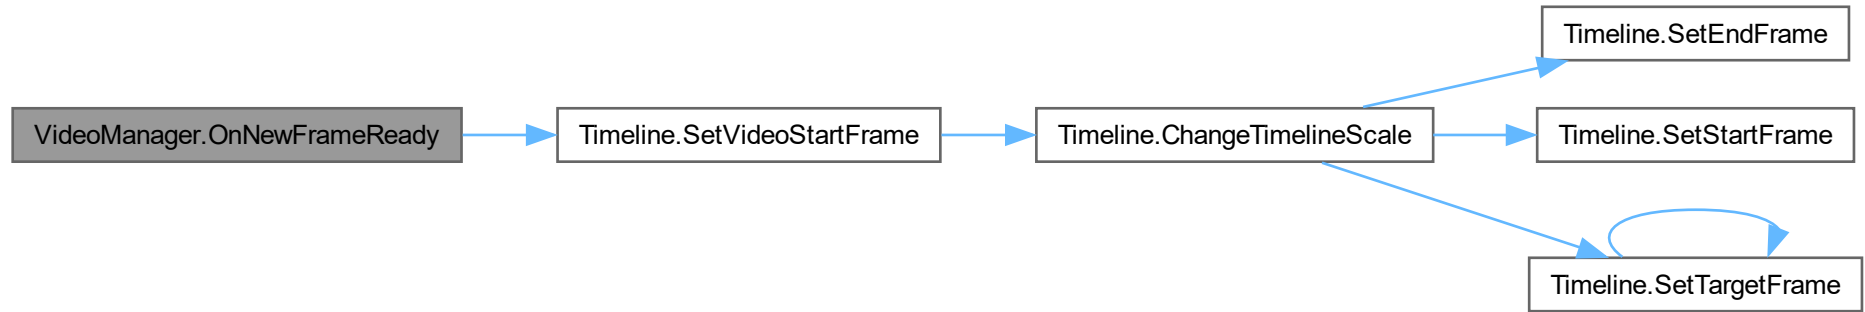 Timeline.SetEndFrame
VideoManager.OnNewFrameReady
Timeline.SetVideoStartFrame
Timeline.ChangeTimelineScale
Timeline.SetStartFrame
Timeline.SetTargetFrame